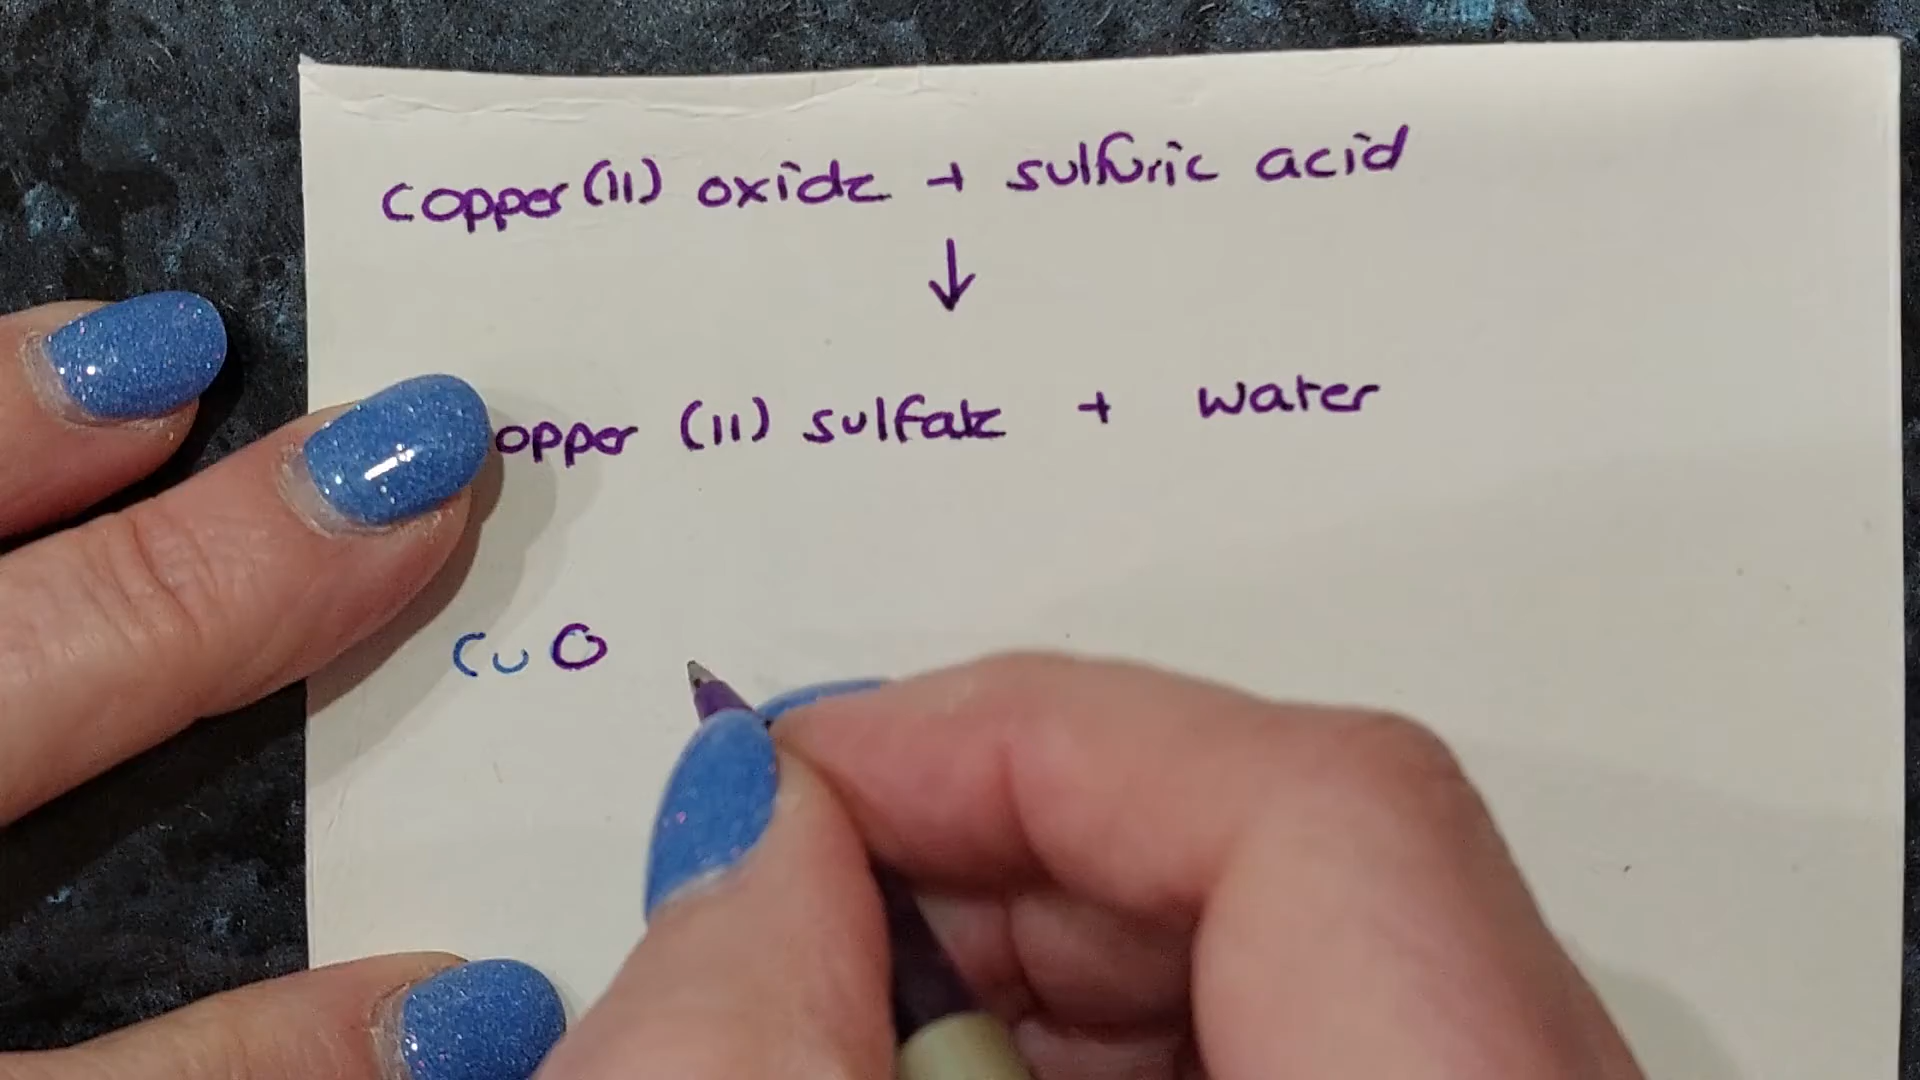 copper (II) oxide + sulfuric acid
↓
opper (II) sulfate + water
CuO